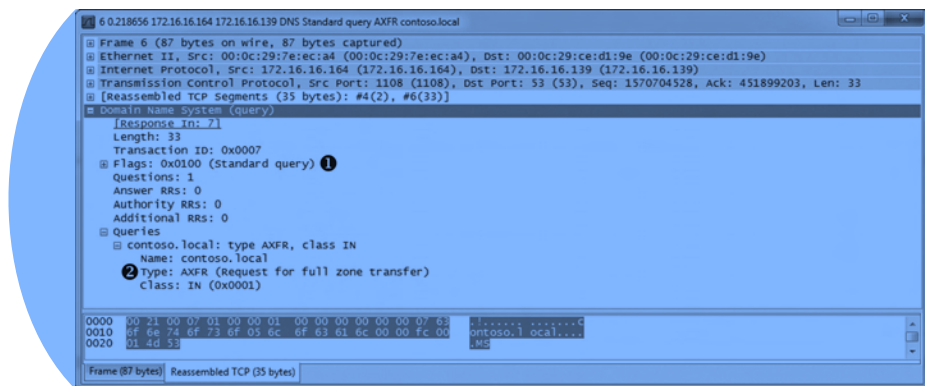 6 0.218656 172.16.16.164 172.16.16.139 DNS Standard query AXFR contoso.local
Frame 6 (87 bytes on wire, 87 bytes captured)
Ethernet II, Src: 00:0c:29:7e:ec:a4 (00:0c:29:7e:ec:a4), Dst: 00:0c:29:ce:d1:9e (00:0c:29:ce:d1:9e)
Internet Protocol, Src: 172.16.16.164 (172.16.16.164), Dst: 172.16.16.139 (172.16.16.139)
Transmission Control Protocol, Src Port: 1108 (1108), Dst Port: 53 (53), Seq: 1570704528, Ack: 451899203, Len: 33
[Reassembled TCP Segments (35 bytes): #4(2), #6(33)]
Domain Name System (query)
[Response In: 7]
Length: 33
Transaction ID: 0x0007
Flags: 0x0100 (Standard query) 1
Questions: 1
Answer RRs: 0
Authority RRs: 0
Additional RRs: 0
Queries
contoso.local: type AXFR, class IN
Name: contoso.local
2 Type: AXFR (Request for full zone transfer)
Class: IN (0x0001)
0000 00 21 00 07 01 00 00 01 00 00 00 00 00 00 07 63 .!...... .......c
0010 6f 6e 74 6f 73 6f 05 6c 6f 63 61 6c 00 00 fc 00 ontoso.l ocal....
0020 01 4d 53 .MS
Frame (87 bytes) Reassembled TCP (35 bytes)